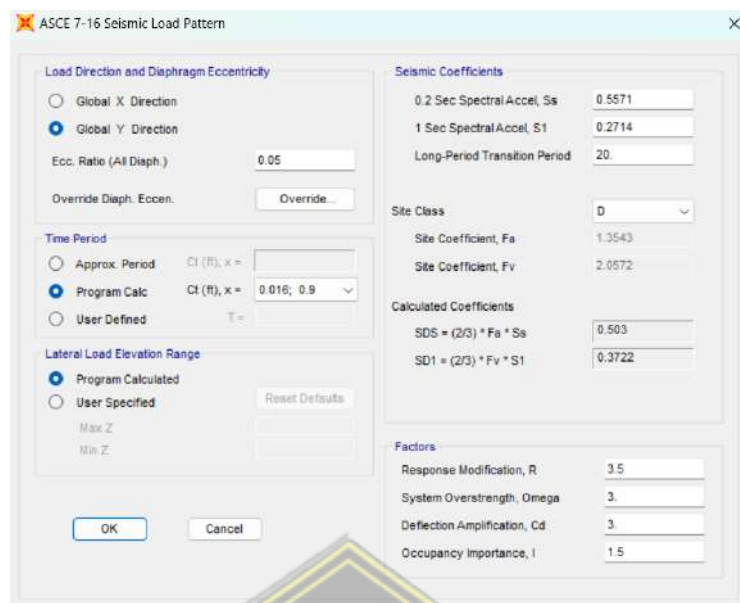 ASCE 7-16 Seismic Load Pattern
Load Direction and Diaphragm Eccentricity
Global X Direction
Global Y Direction
Ecc. Ratio (All Diaph.) 0.05
Override Diaph. Eccen. Override...
Time Period
Approx. Period Ct (ft), x =
Program Calc Ct (ft), x = 0.016; 0.9
User Defined T =
Lateral Load Elevation Range
Program Calculated
User Specified Reset Defaults
Max Z
Min Z
OK Cancel
Seismic Coefficients
0.2 Sec Spectral Accel, Ss 0.5571
1 Sec Spectral Accel, S1 0.2714
Long-Period Transition Period 20.
Site Class D
Site Coefficient, Fa 1.3543
Site Coefficient, Fv 2.0572
Calculated Coefficients
SDS = (2/3) * Fa * Ss 0.503
SD1 = (2/3) * Fv * S1 0.3722
Factors
Response Modification, R 3.5
System Overstrength, Omega 3.
Deflection Amplification, Cd 3.
Occupancy Importance, I 1.5